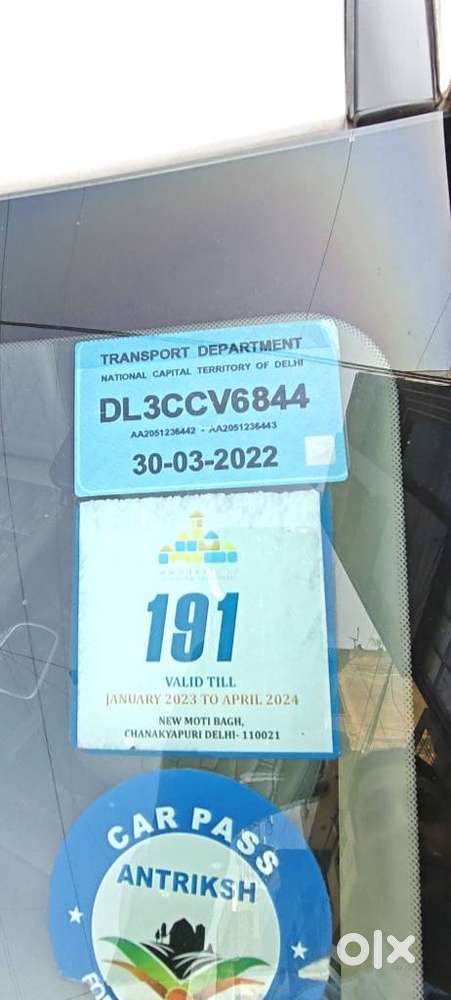 TRANSPORT DEPARTMENT
NATIONAL CAPITAL TERRITORY OF DELHI
DL3CCV6844
AA2051236442 - AA2051236443
30-03-2022
191
VALID TILL
JANUARY 2023 TO APRIL 2024
NEW MOTI BAGH,
CHANAKYAPURI DELHI- 110021
CAR PASS
ANTRIKSH
olx